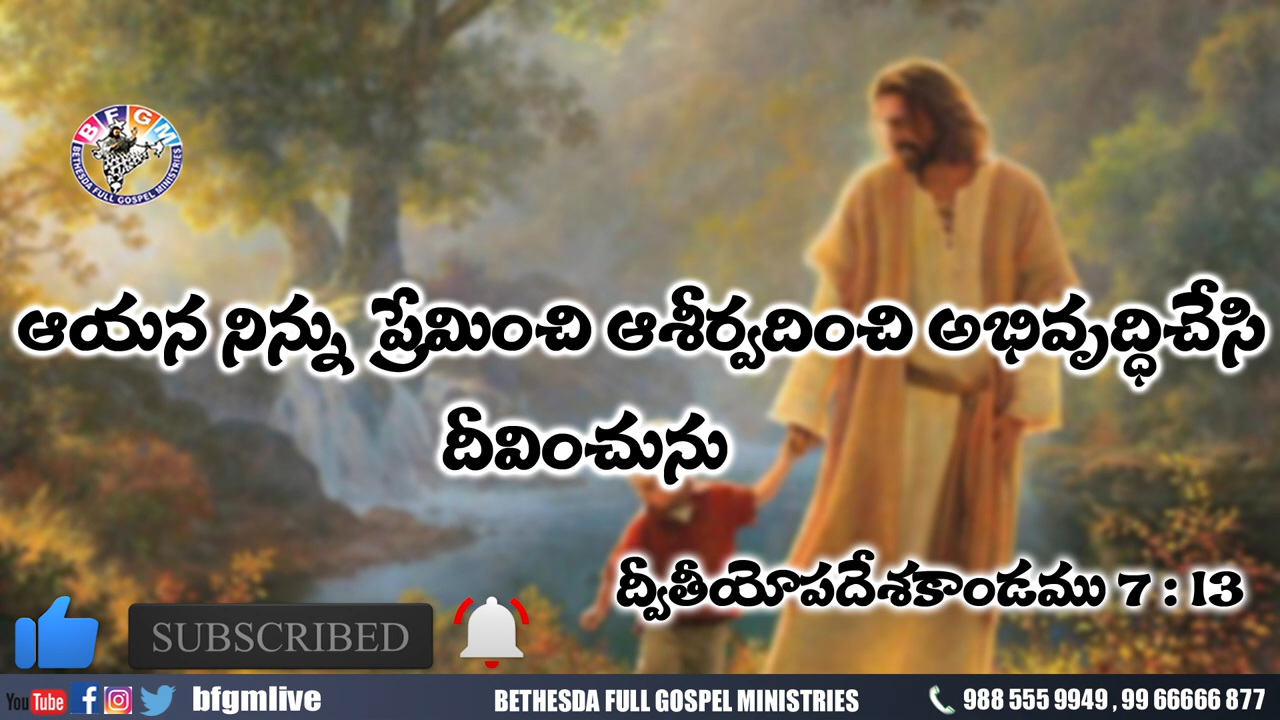 BFGM
BETHESDA FULL GOSPEL MINISTRIES
ఆయన నిన్ను ప్రేమించి ఆశీర్వదించి అభివృద్ధిచేసి
దీవించును
ద్వితీయోపదేశకాండము 7 : 13
SUBSCRIBED
YouTube bfgmlive BETHESDA FULL GOSPEL MINISTRIES 988 555 9949 , 99 66666 877